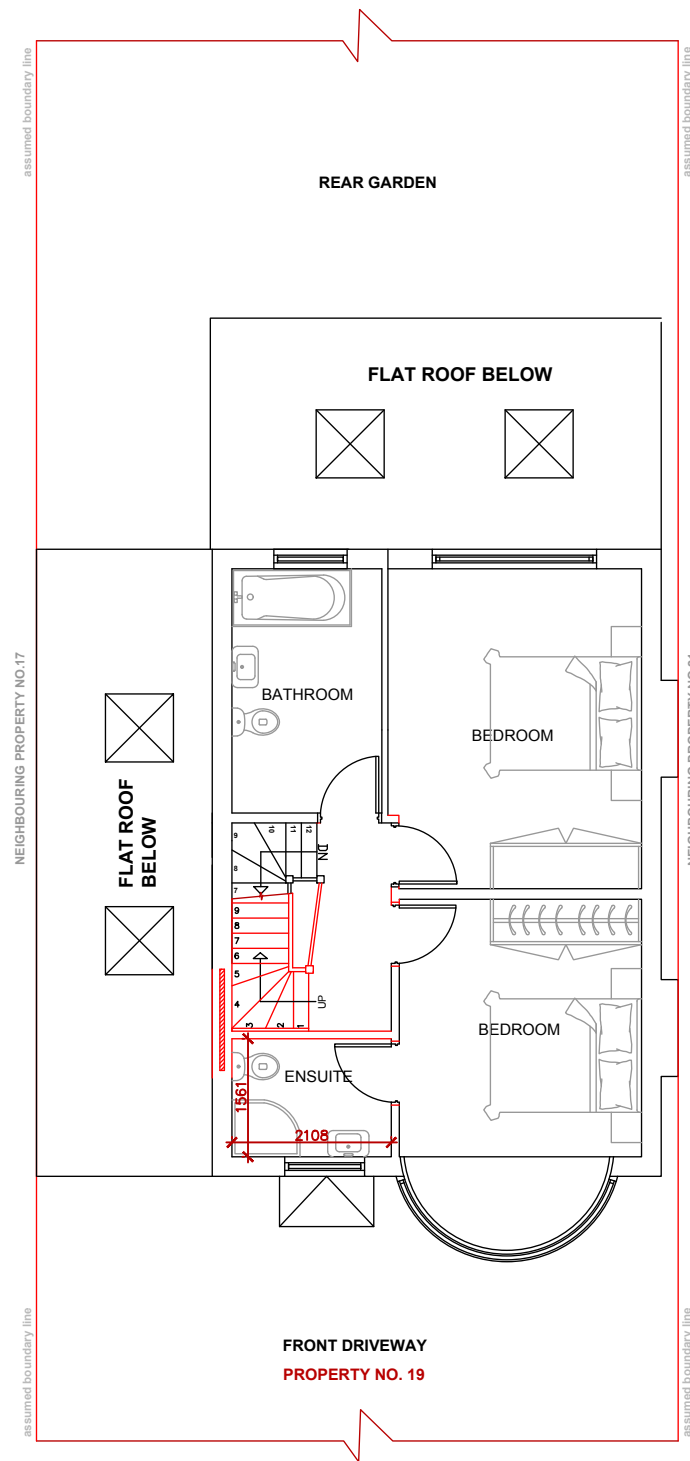 assumed boundary line
assumed boundary line
REAR GARDEN
FLAT ROOF BELOW
NEIGHBOURING PROPERTY NO.17
BATHROOM
BEDROOM
FLAT ROOF
BELOW
9
10
11
12
DN
8
7
9
8
7
6
5
4
3
2
1
UP
BEDROOM
ENSUITE
1561
2108
assumed boundary line
assumed boundary line
FRONT DRIVEWAY
PROPERTY NO. 19